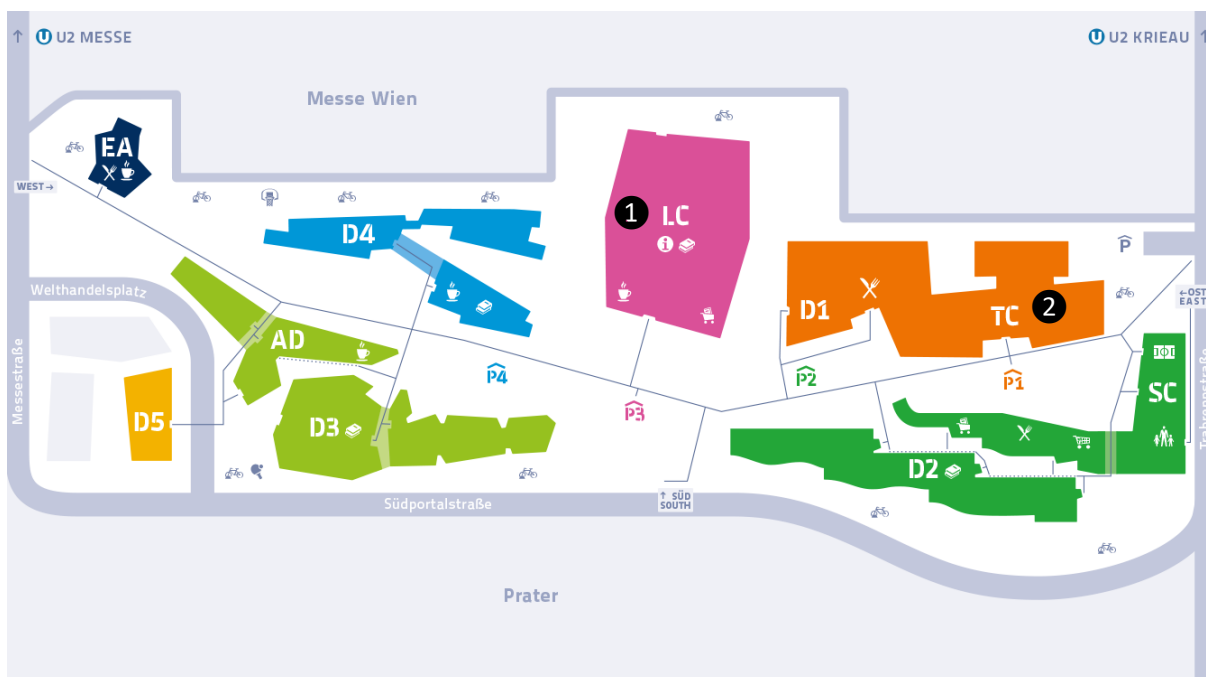 U U2 MESSE
U U2 KRIEAU
Messe Wien
EA
WEST →
1
LC
D4
P
Welthandelsplatz
←OST
EAST
D1
TC
2
AD
P4
P2
P1
SC
P3
D5
D3
D2
Messestraße
↑ SÜD
SOUTH
Südportalstraße
Prater